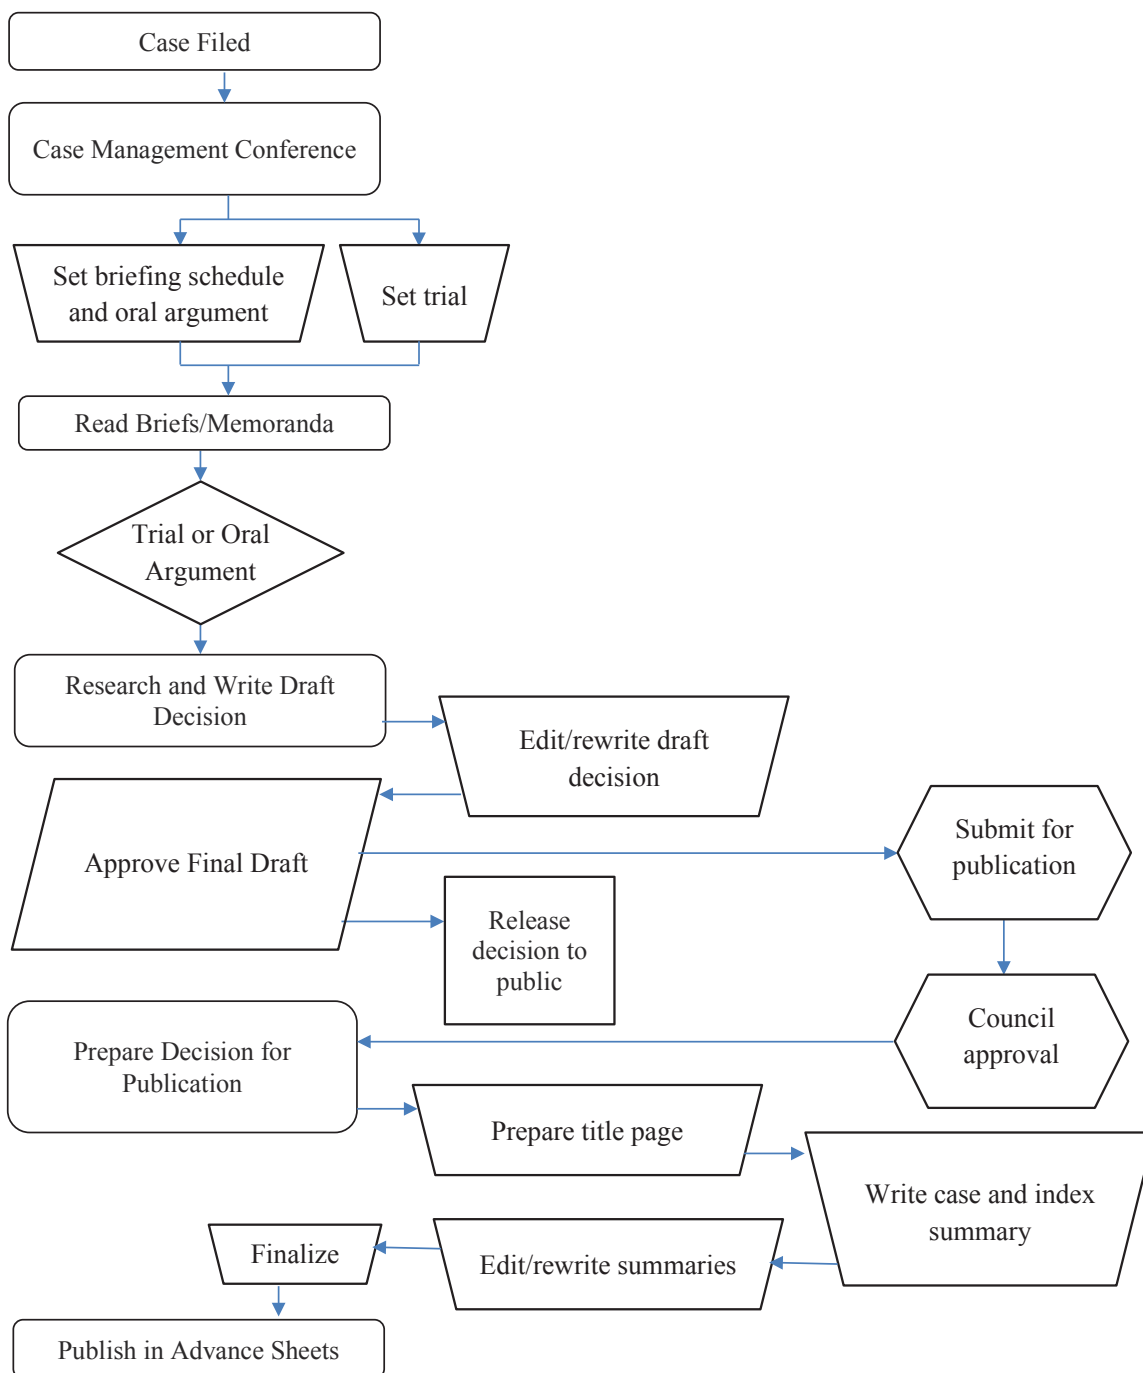 Case Filed
Case Management Conference
Set briefing schedule
and oral argument
Set trial
Read Briefs/Memoranda
Trial or Oral
Argument
Research and Write Draft
Decision
Edit/rewrite draft
decision
Approve Final Draft
Submit for
publication
Release
decision to
public
Council
approval
Prepare Decision for
Publication
Prepare title page
Write case and index
summary
Edit/rewrite summaries
Finalize
Publish in Advance Sheets